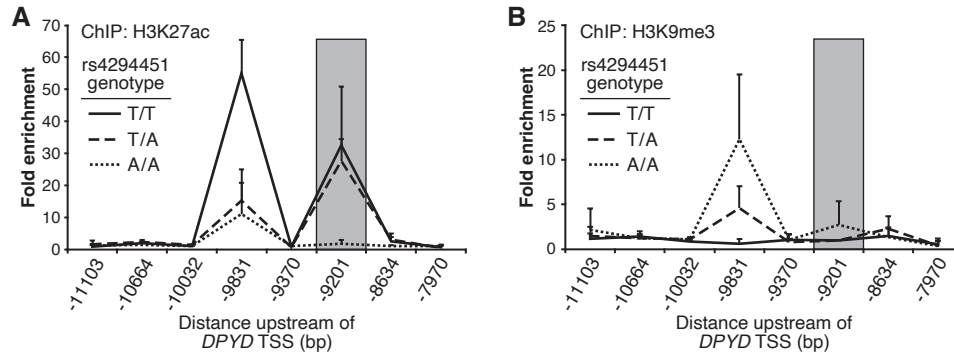 A
ChIP: H3K27ac
rs4294451
genotype
T/T
T/A
A/A
Fold enrichment
70
60
50
40
30
20
10
0
-11103
-10664
-10032
-9831
-9370
-9201
-8634
-7970
Distance upstream of
DPYD TSS (bp)
B
ChIP: H3K9me3
rs4294451
genotype
T/T
T/A
A/A
Fold enrichment
25
20
15
10
5
0
-11103
-10664
-10032
-9831
-9370
-9201
-8634
-7970
Distance upstream of
DPYD TSS (bp)